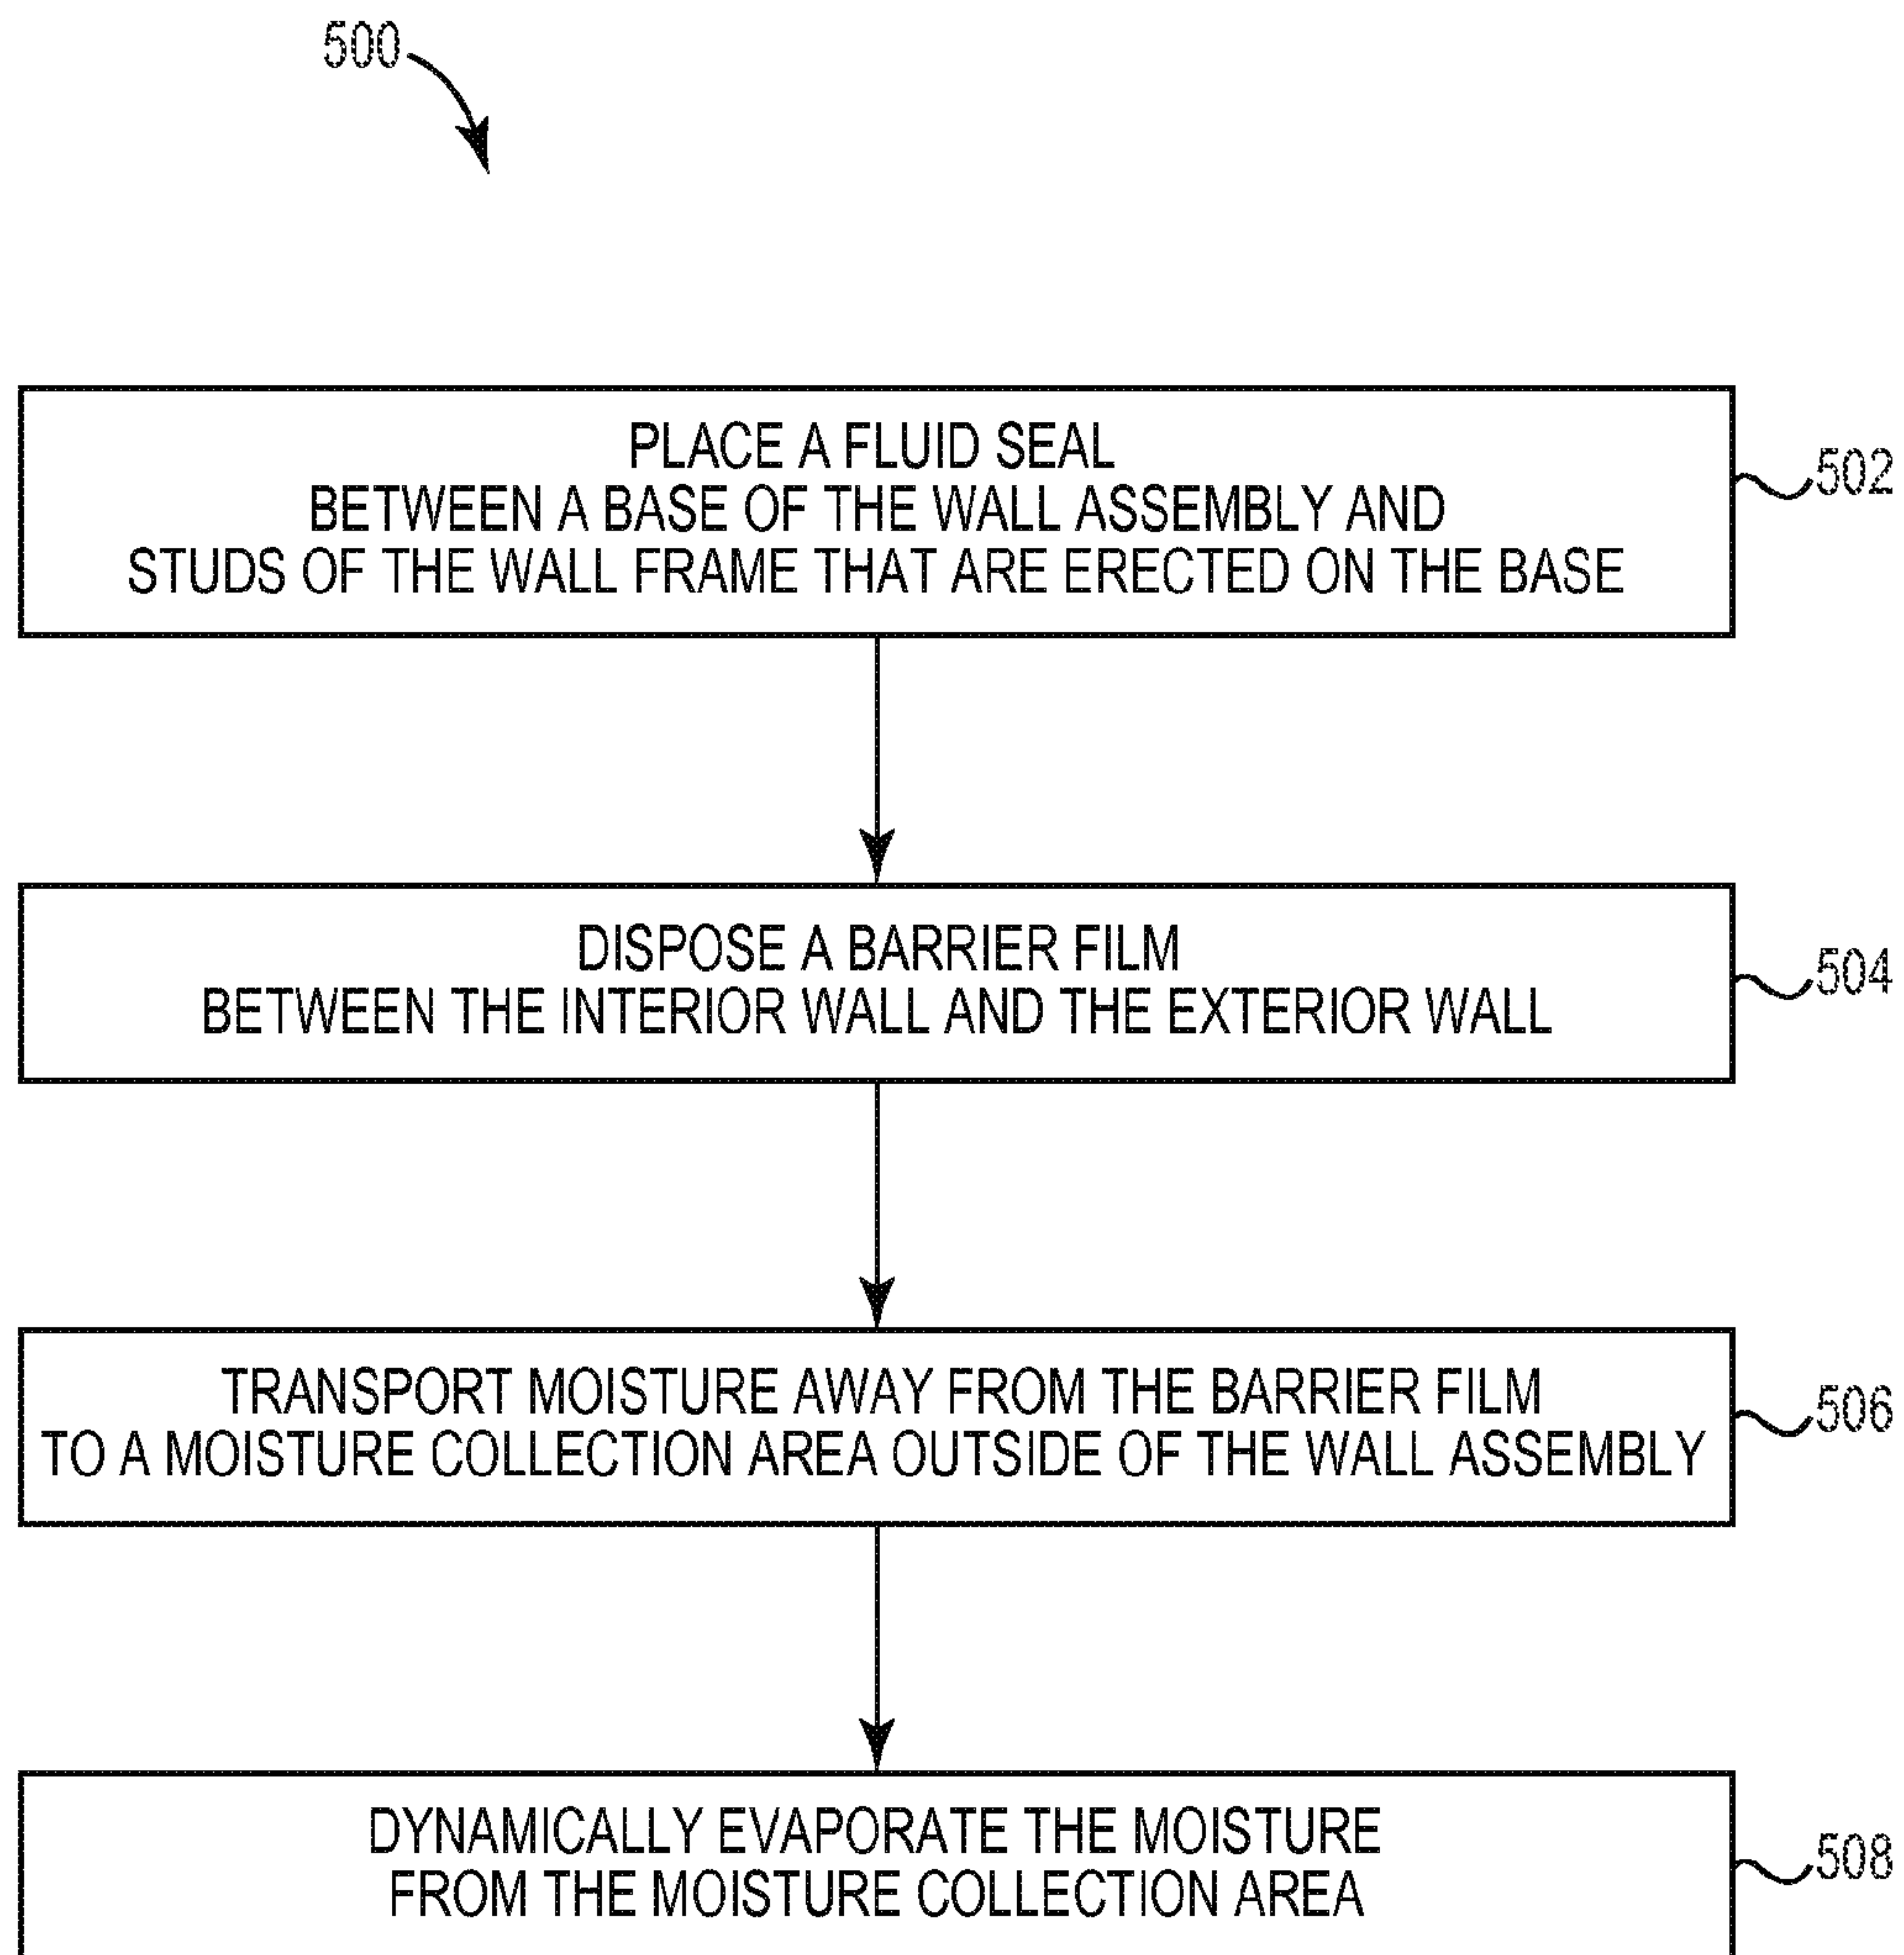 500
PLACE A FLUID SEAL
BETWEEN A BASE OF THE WALL ASSEMBLY AND
STUDS OF THE WALL FRAME THAT ARE ERECTED ON THE BASE
502
DISPOSE A BARRIER FILM
BETWEEN THE INTERIOR WALL AND THE EXTERIOR WALL
504
TRANSPORT MOISTURE AWAY FROM THE BARRIER FILM
TO A MOISTURE COLLECTION AREA OUTSIDE OF THE WALL ASSEMBLY
506
DYNAMICALLY EVAPORATE THE MOISTURE
FROM THE MOISTURE COLLECTION AREA
508